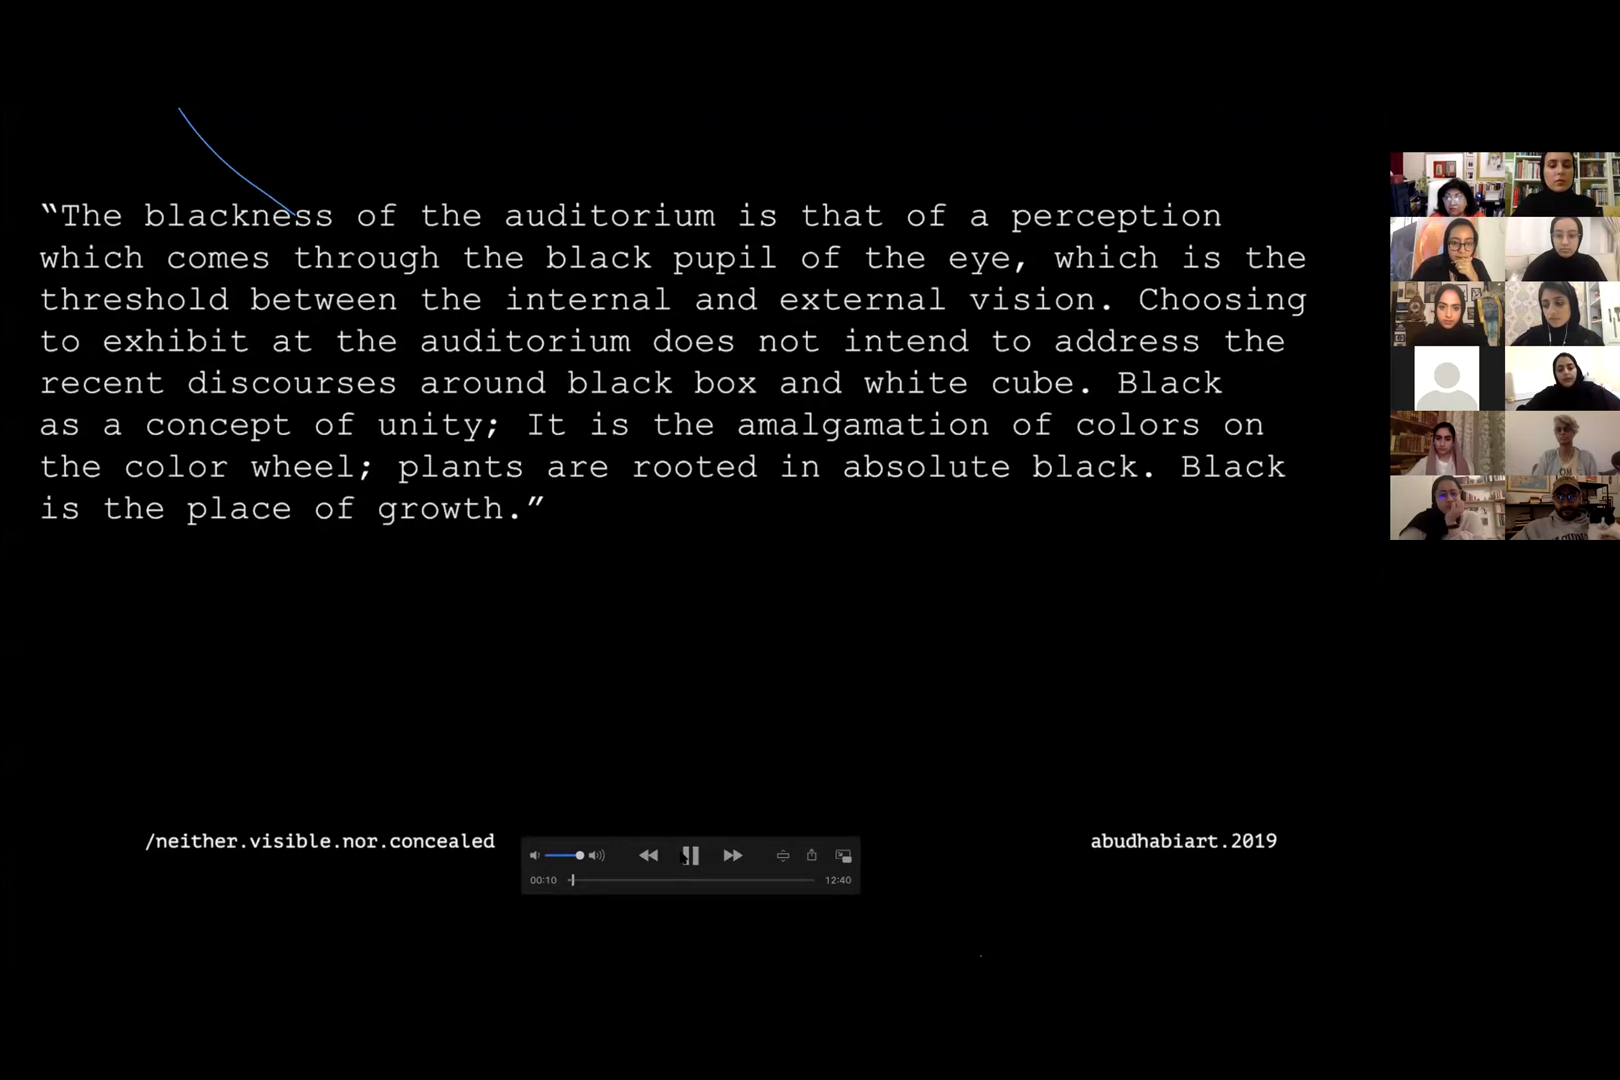 “The blackness of the auditorium is that of a perception
which comes through the black pupil of the eye, which is the
threshold between the internal and external vision. Choosing
to exhibit at the auditorium does not intend to address the
recent discourses around black box and white cube. Black
as a concept of unity; It is the amalgamation of colors on
the color wheel; plants are rooted in absolute black. Black
is the place of growth.”
/neither.visible.nor.concealed
abudhabiart.2019
00:10
12:40